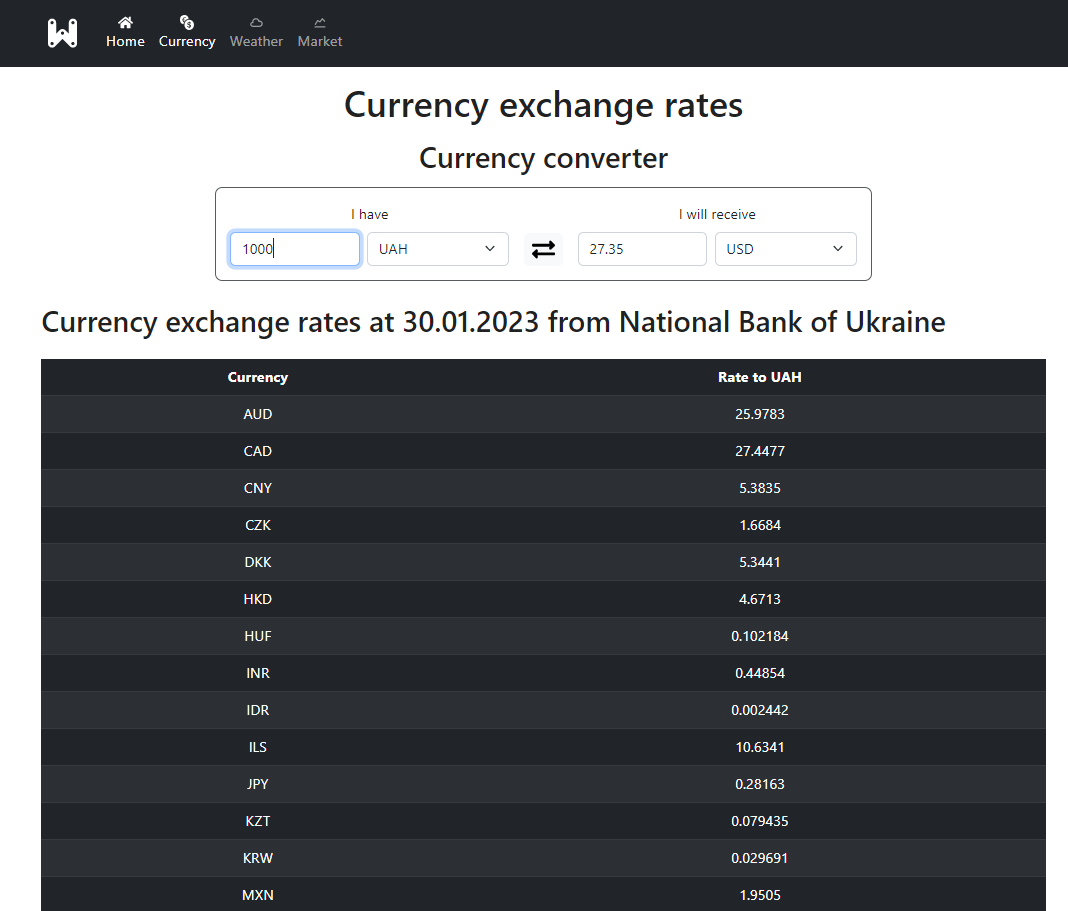 Home Currency Weather Market
Currency exchange rates
Currency converter
I have I will receive
1000 UAH 27.35 USD
Currency exchange rates at 30.01.2023 from National Bank of Ukraine
Currency Rate to UAH
AUD 25.9783
CAD 27.4477
CNY 5.3835
CZK 1.6684
DKK 5.3441
HKD 4.6713
HUF 0.102184
INR 0.44854
IDR 0.002442
ILS 10.6341
JPY 0.28163
KZT 0.079435
KRW 0.029691
MXN 1.9505